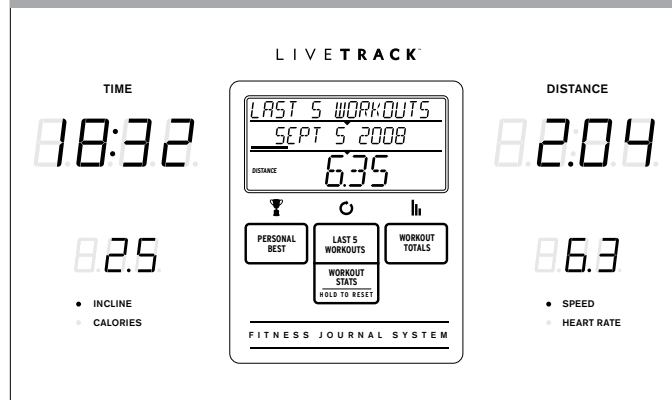 LIVETRACK™
TIME
18:32
2.5
INCLINE
CALORIES
LAST 5 WORKOUTS
SEPT 5 2008
DISTANCE
6.35
PERSONAL
BEST
LAST 5
WORKOUTS
WORKOUT
TOTALS
WORKOUT
STATS
HOLD TO RESET
FITNESS JOURNAL SYSTEM
DISTANCE
2.04
6.3
SPEED
HEART RATE